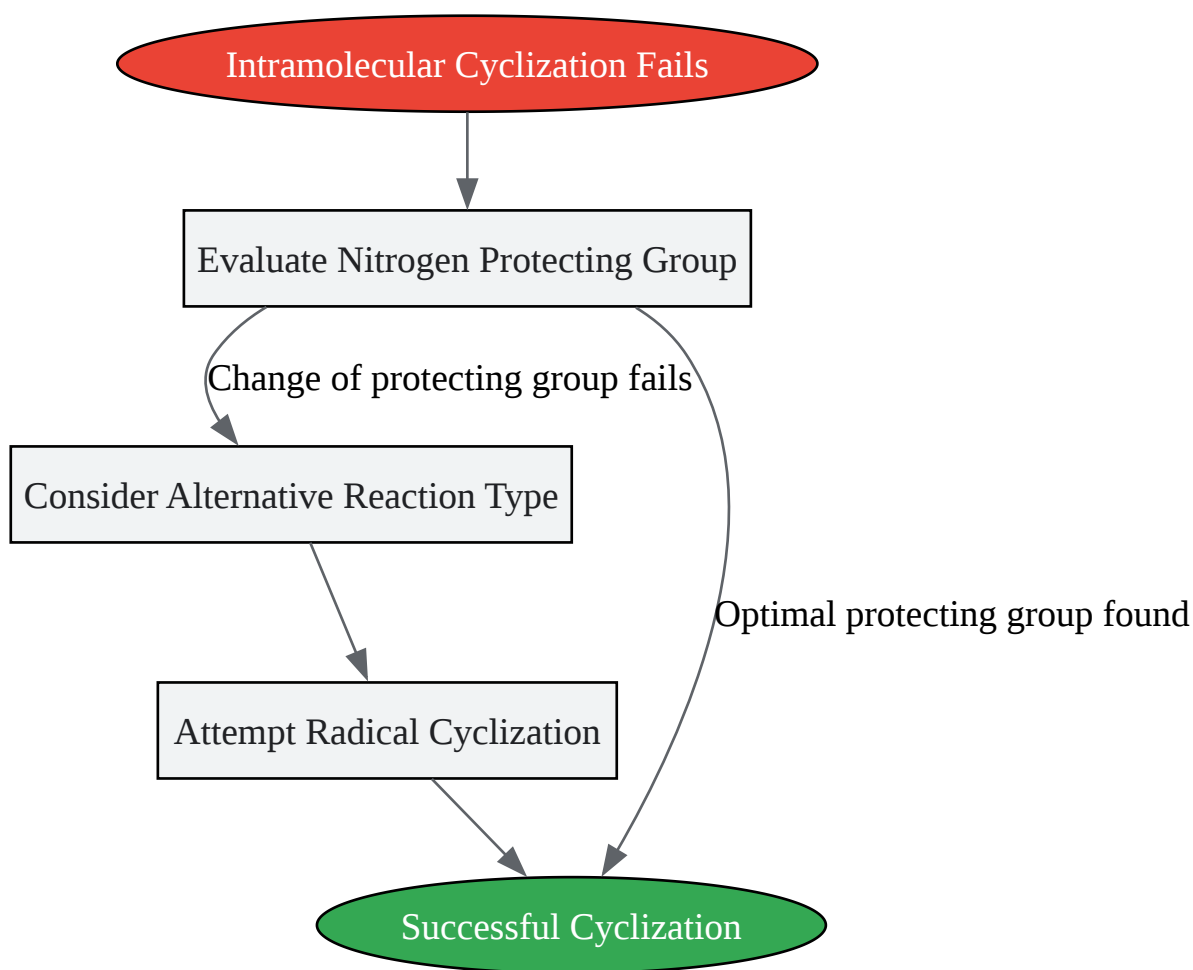 Intramolecular Cyclization Fails
Evaluate Nitrogen Protecting Group
Change of protecting group fails
Consider Alternative Reaction Type
Optimal protecting group found
Attempt Radical Cyclization
Successful Cyclization